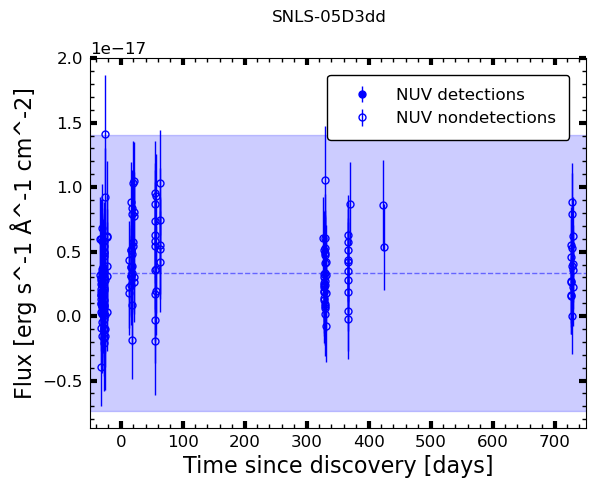 SNLS-05D3dd
1e−17
2.0
1.5
1.0
0.5
0.0
−0.5
Flux [erg s^-1 Å^-1 cm^-2]
NUV detections
NUV nondetections
0 100 200 300 400 500 600 700
Time since discovery [days]